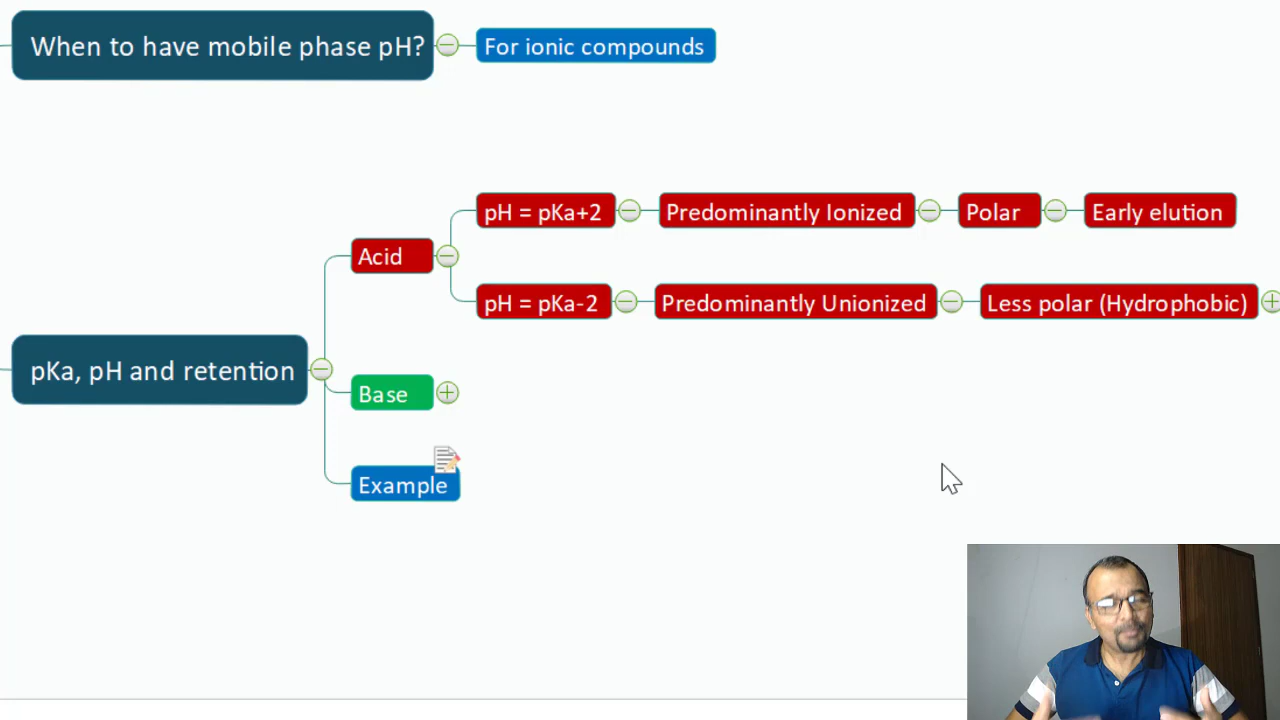 When to have mobile phase pH?
For ionic compounds
pH = pKa+2
Predominantly Ionized
Polar
Early elution
Acid
pH = pKa-2
Predominantly Unionized
Less polar (Hydrophobic)
pKa, pH and retention
Base
Example